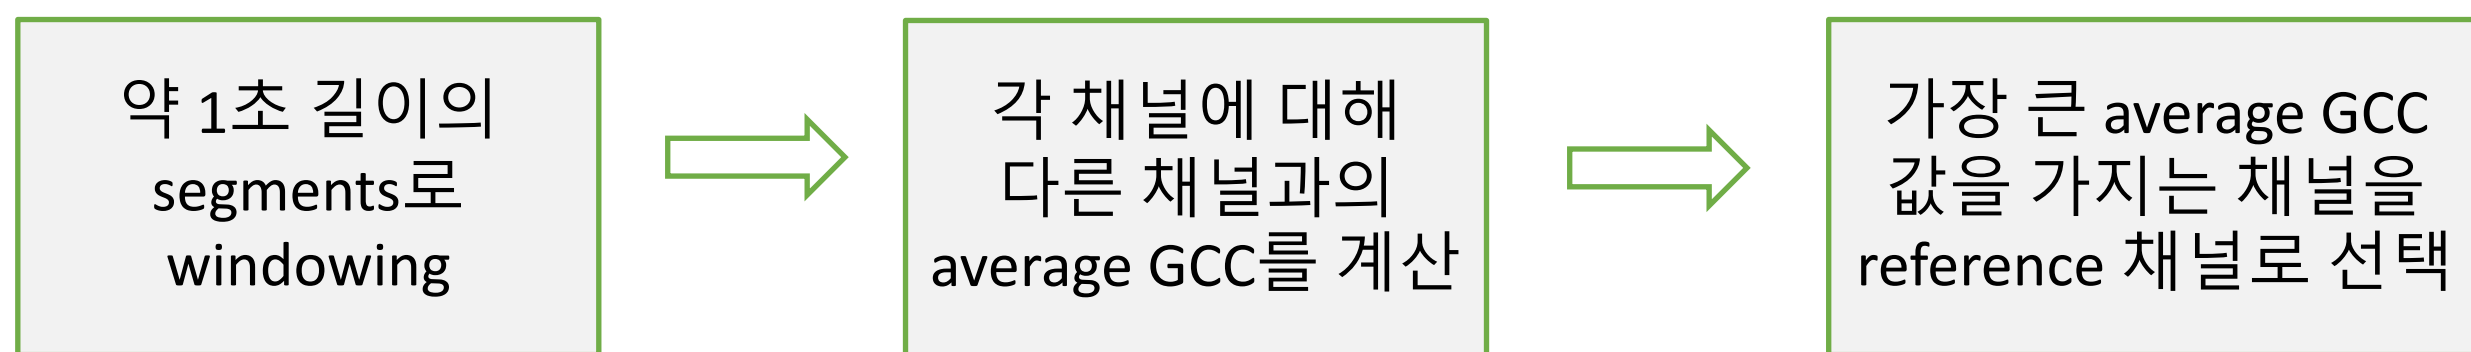 약 1초 길이의
segments로
windowing
각 채널에 대해
다른 채널과의
average GCC를 계산
가장 큰 average GCC
값을 가지는 채널을
reference 채널로 선택